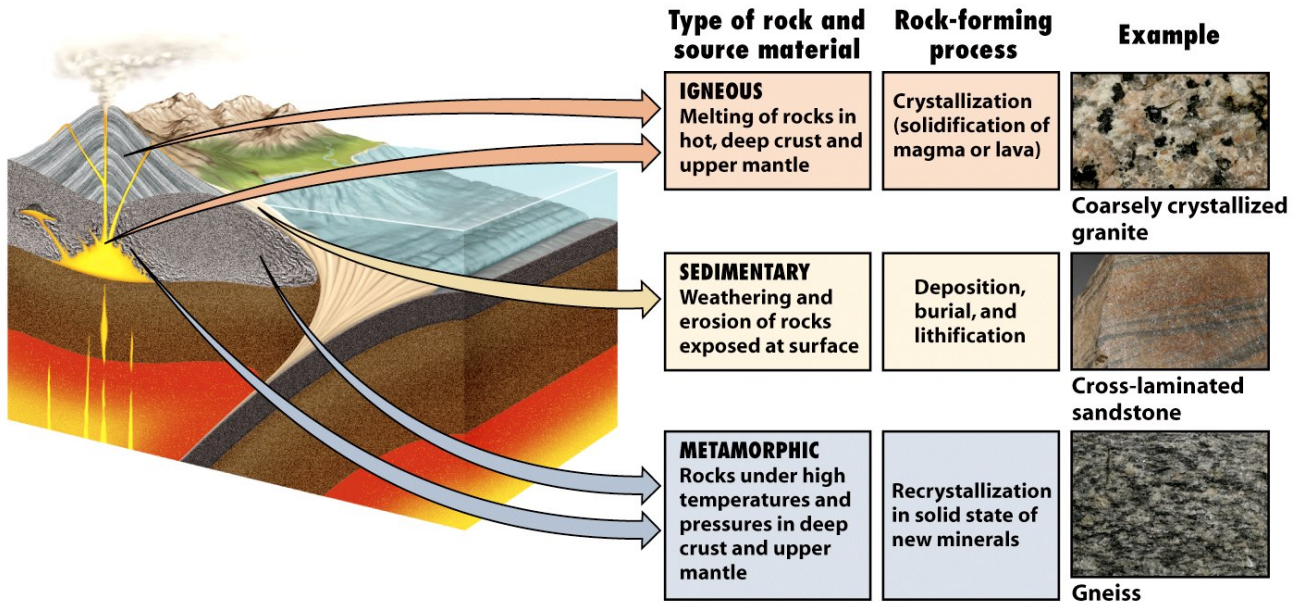 Type of rock and
source material
Rock-forming
process
Example
IGNEOUS
Melting of rocks in
hot, deep crust and
upper mantle
Crystallization
(solidification of
magma or lava)
Coarsely crystallized
granite
SEDIMENTARY
Weathering and
erosion of rocks
exposed at surface
Deposition,
burial, and
lithification
Cross-laminated
sandstone
METAMORPHIC
Rocks under high
temperatures and
pressures in deep
crust and upper
mantle
Recrystallization
in solid state of
new minerals
Gneiss